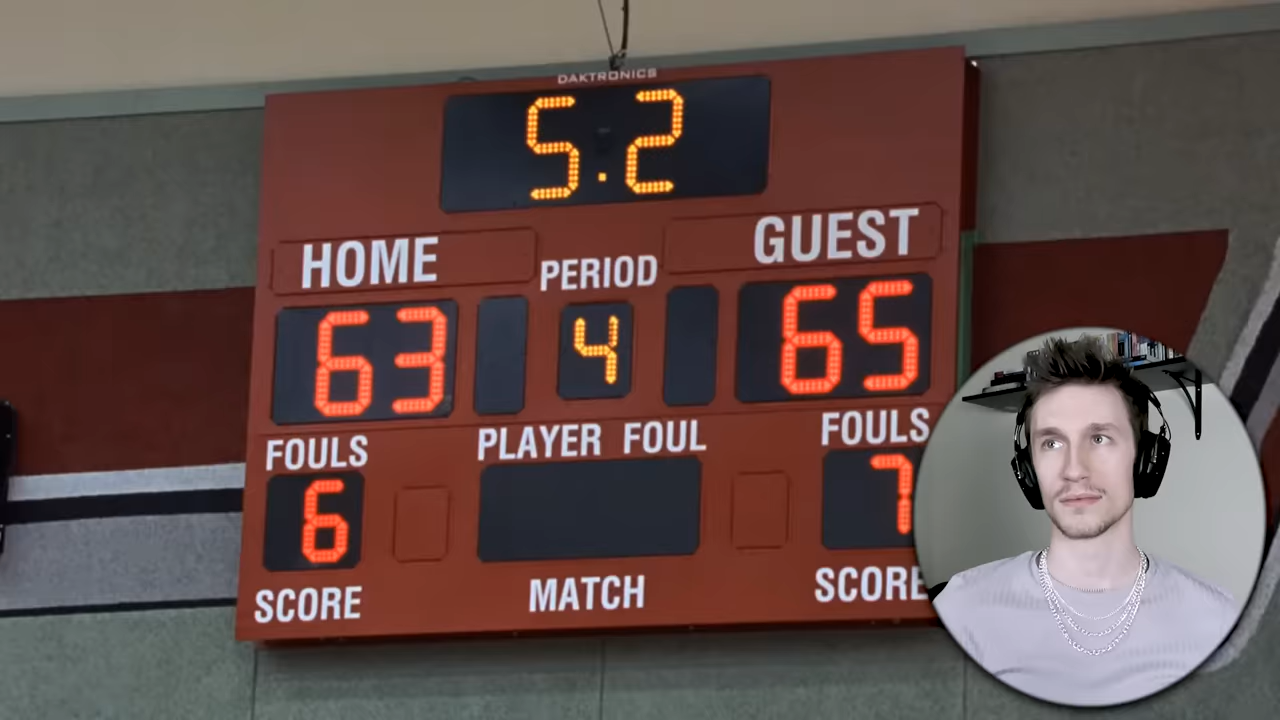 DAKTRONICS
5.2
HOME PERIOD GUEST
63 4 65
FOULS PLAYER FOUL FOULS
6 7
SCORE MATCH SCORE